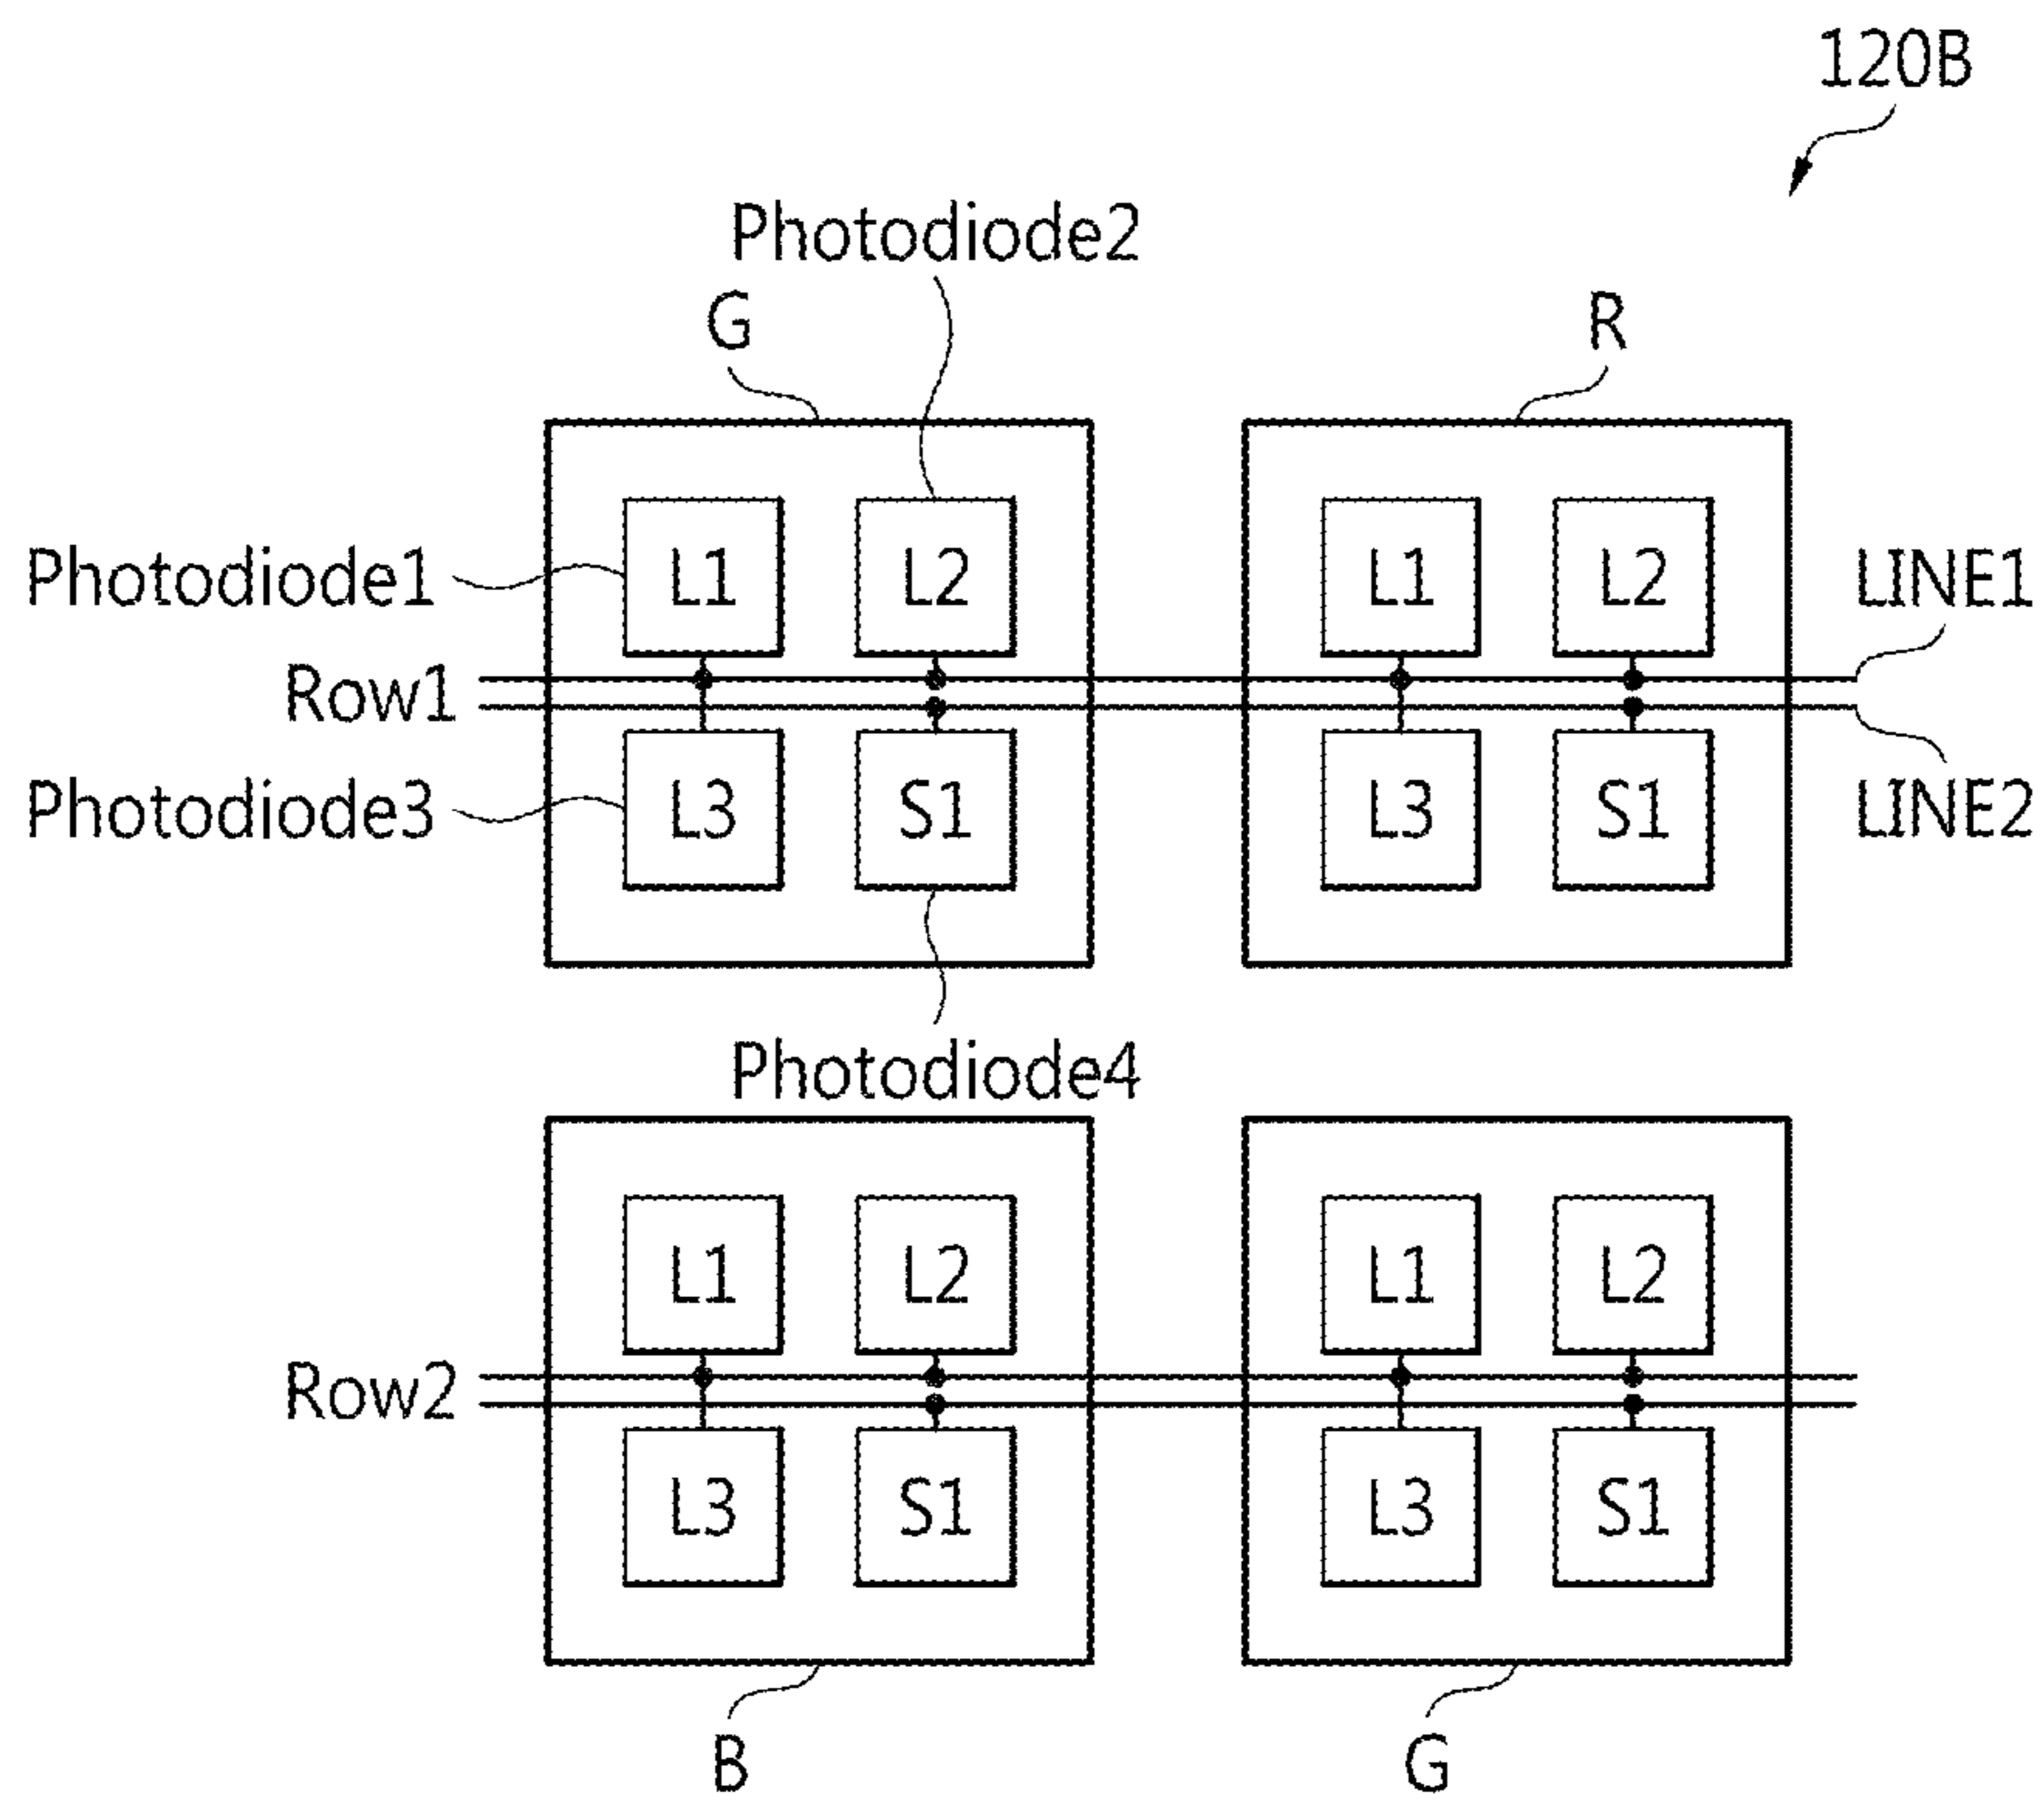 120B
Photodiode2
G R
L1 L2 L1 L2
Photodiode1 LINE1
Row1
L3 S1 L3 S1
Photodiode3 LINE2
Photodiode4
L1 L2 L1 L2
Row2
L3 S1 L3 S1
B G